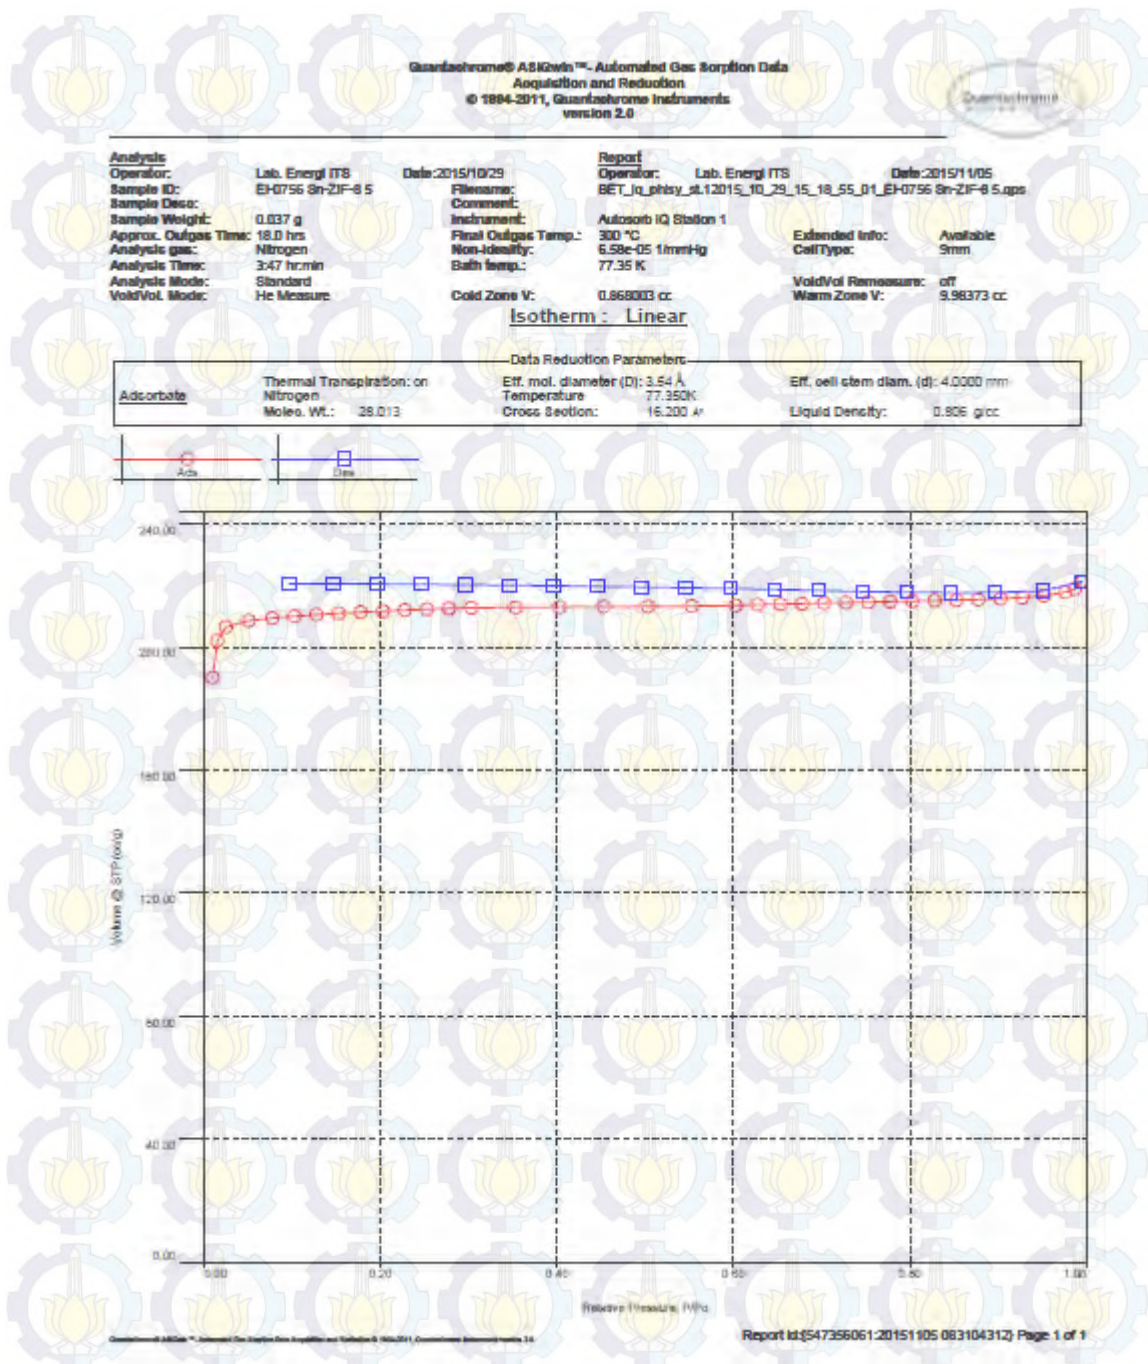 Quantachrome® ASiQwin™- Automated Gas Sorption Data
Acquisition and Reduction
© 1994-2011, Quantachrome Instruments
version 2.0
Quantachrome
Analysis Report
Operator: Lab. Energi ITS Date:2015/10/29 Operator: Lab. Energi ITS Date:2015/11/05
Sample ID: EH0756 Sn-ZIF-8 5 Filename: BET_iq_phisy_st.12015_10_29_15_18_55_01_EH0756 Sn-ZIF-8 5.qps
Sample Desc: Comment:
Sample Weight: 0.037 g Instrument: Autosorb iQ Station 1
Approx. Outgas Time: 18.0 hrs Final Outgas Temp.: 300 °C Extended Info: Available
Analysis gas: Nitrogen Non-ideality: 6.58e-05 1/mmHg CellType: 9mm
Analysis Time: 3:47 hr:min Bath temp.: 77.35 K
Analysis Mode: Standard VoidVol Remeasure: off
VoidVol. Mode: He Measure Cold Zone V: 0.868003 cc Warm Zone V: 9.98373 cc
Isotherm : Linear
Data Reduction Parameters
Thermal Transpiration: on Eff. mol. diameter (D): 3.54 Å Eff. cell stem diam. (d): 4.0000 mm
Adsorbate Nitrogen Temperature 77.350K
Molec. Wt.: 28.013 Cross Section: 16.200 Å² Liquid Density: 0.806 g/cc
Ads Des
240.00
200.00
160.00
120.00
80.00
40.00
0.00
Volume @ STP (cc/g)
0.00 0.20 0.40 0.60 0.80 1.00
Relative Pressure, P/Po
Report id:{547356061:20151105 083104312} Page 1 of 1